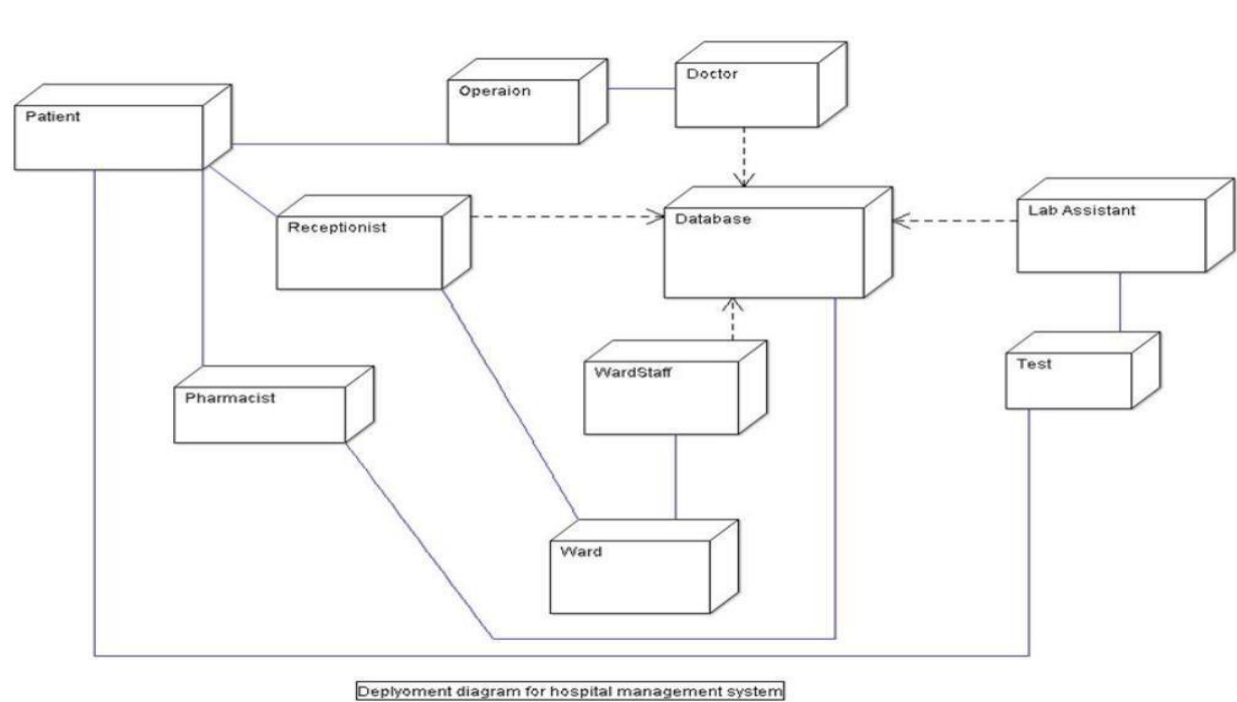 Doctor
Operaion
Patient
Lab Assistant
Database
Receptionist
Test
WardStaff
Pharmacist
Ward
Deplyoment diagram for hospital management system